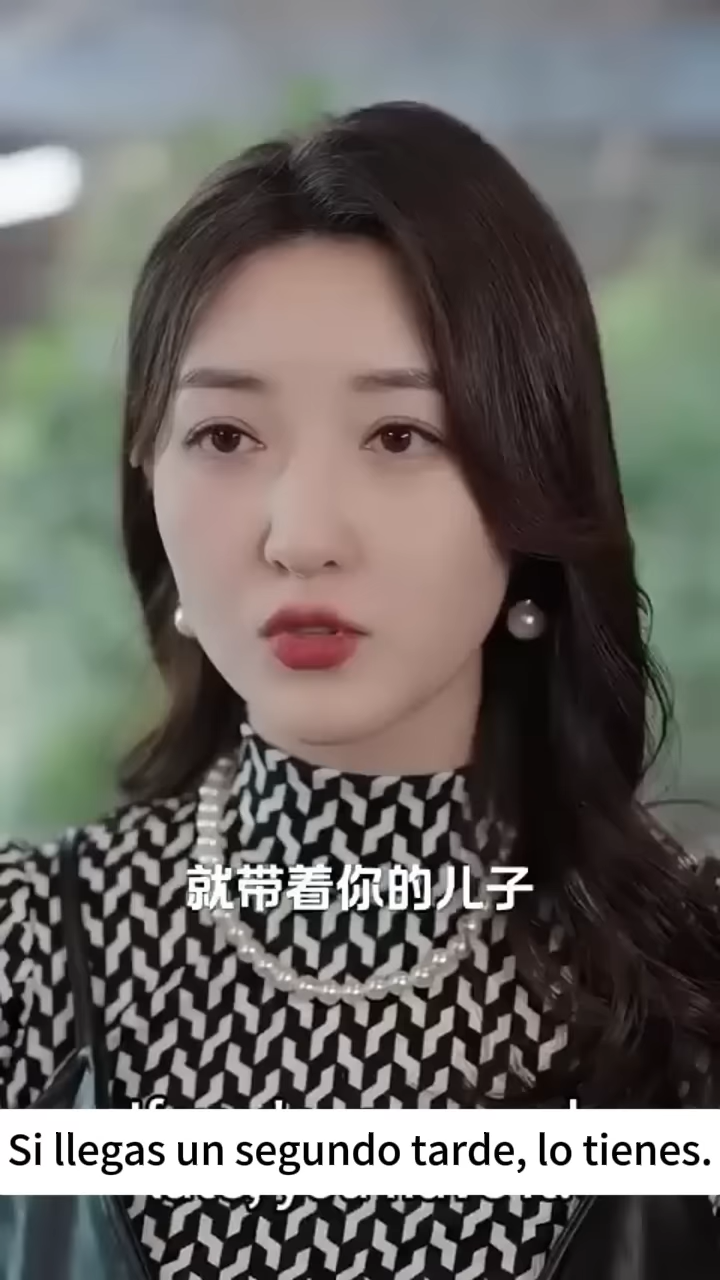 就带着你的儿子
Si llegas un segundo tarde, lo tienes.